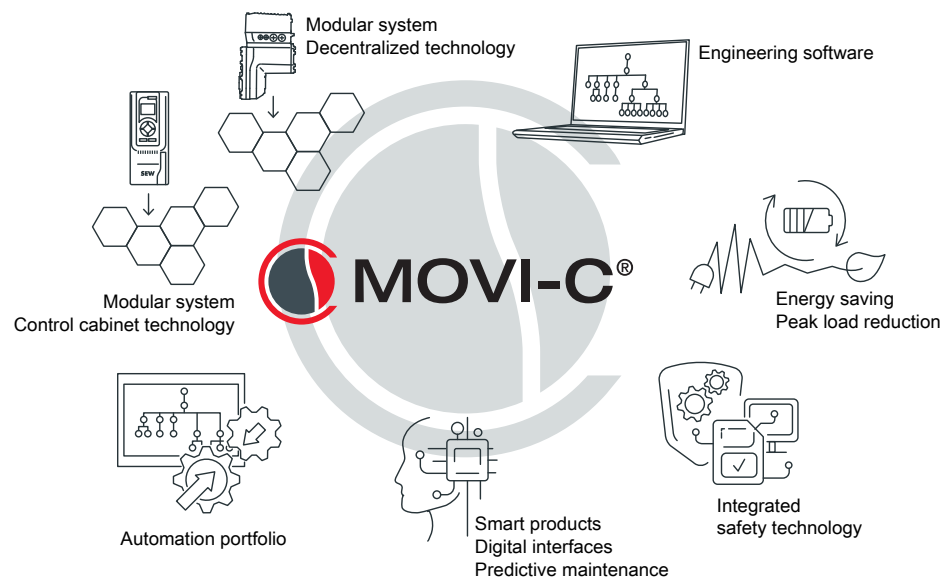 Modular system
Decentralized technology
Engineering software
SEW
Modular system
Control cabinet technology
MOVI-C®
Energy saving
Peak load reduction
Automation portfolio
Smart products
Digital interfaces
Predictive maintenance
Integrated
safety technology